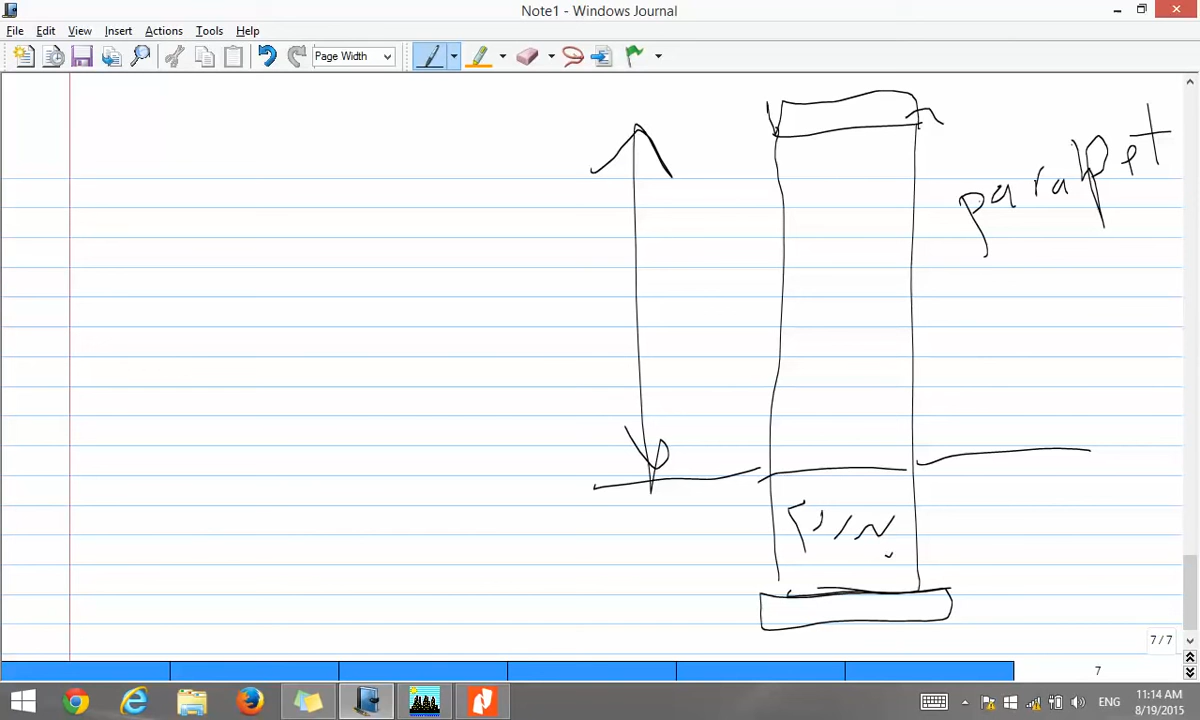 Note1 - Windows Journal
File Edit View Insert Actions Tools Help
Page Width
parapet
7 / 7
7
ENG
11:14 AM
8/19/2015